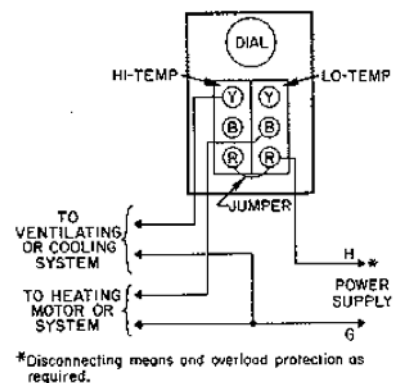 DIAL
HI-TEMP
LO-TEMP
Y Y
B B
R R
JUMPER
TO
VENTILATING
OR COOLING
SYSTEM
H
*
POWER
SUPPLY
TO HEATING
MOTOR OR
SYSTEM
G
*Disconnecting means and overload protection as
required.